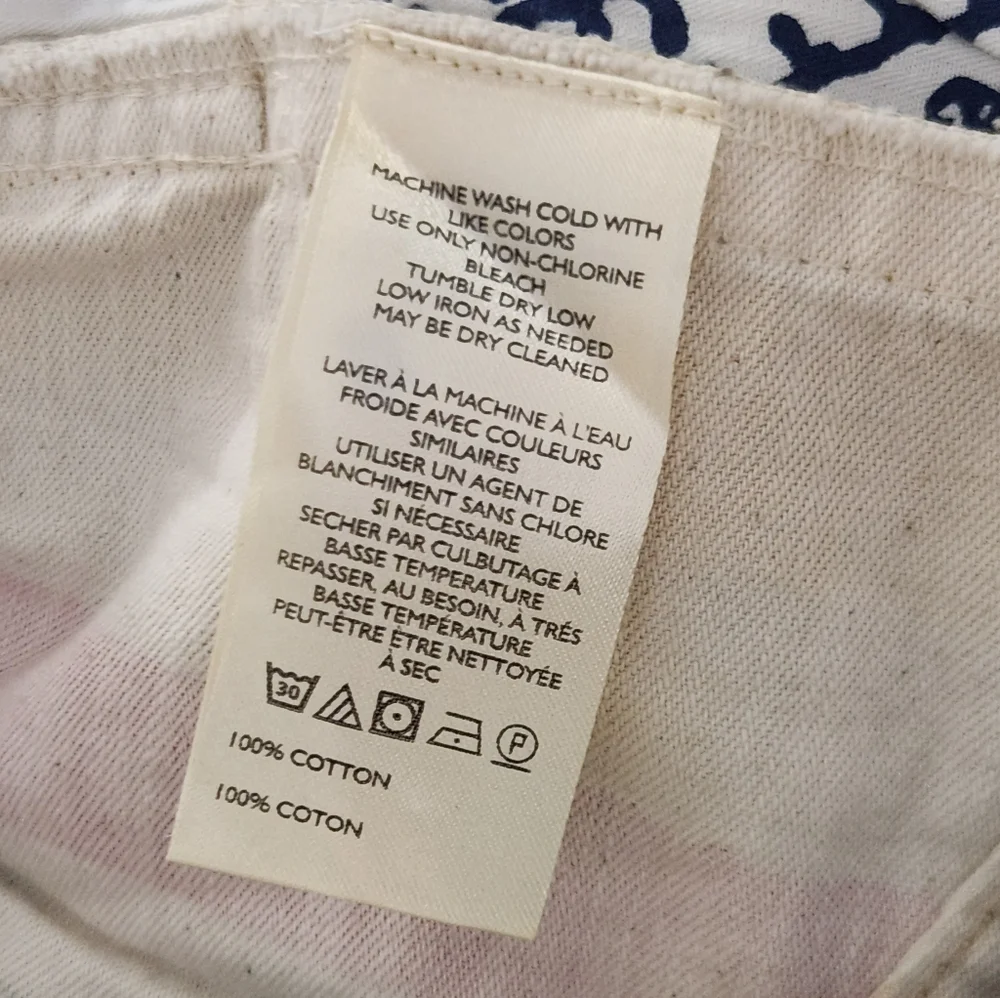 MACHINE WASH COLD WITH
LIKE COLORS
USE ONLY NON-CHLORINE
BLEACH
TUMBLE DRY LOW
LOW IRON AS NEEDED
MAY BE DRY CLEANED
LAVER À LA MACHINE À L'EAU
FROIDE AVEC COULEURS
SIMILAIRES
UTILISER UN AGENT DE
BLANCHIMENT SANS CHLORE
SI NÉCESSAIRE
SECHER PAR CULBUTAGE À
BASSE TEMPERATURE
REPASSER, AU BESOIN, À TRÉS
BASSE TEMPÉRATURE
PEUT-ÊTRE ÊTRE NETTOYÉE
À SEC
30 P
100% COTTON
100% COTON